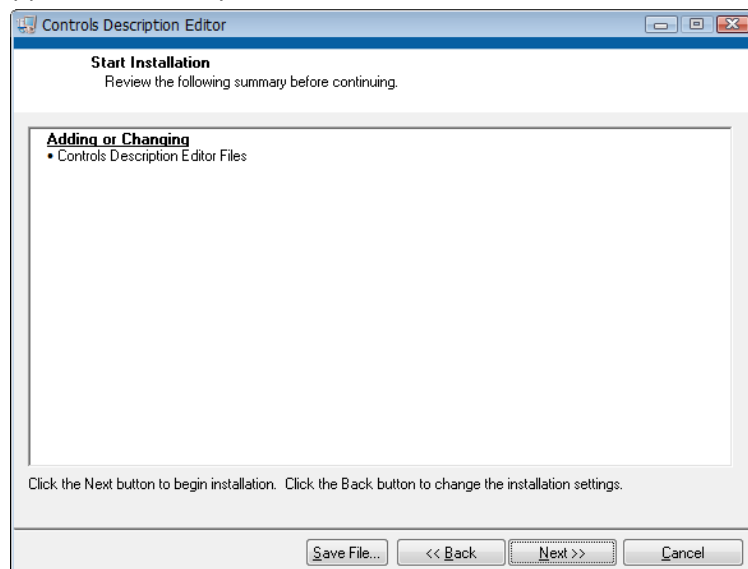 Controls Description Editor
Start Installation
Review the following summary before continuing.
Adding or Changing
• Controls Description Editor Files
Click the Next button to begin installation. Click the Back button to change the installation settings.
Save File... << Back Next >> Cancel